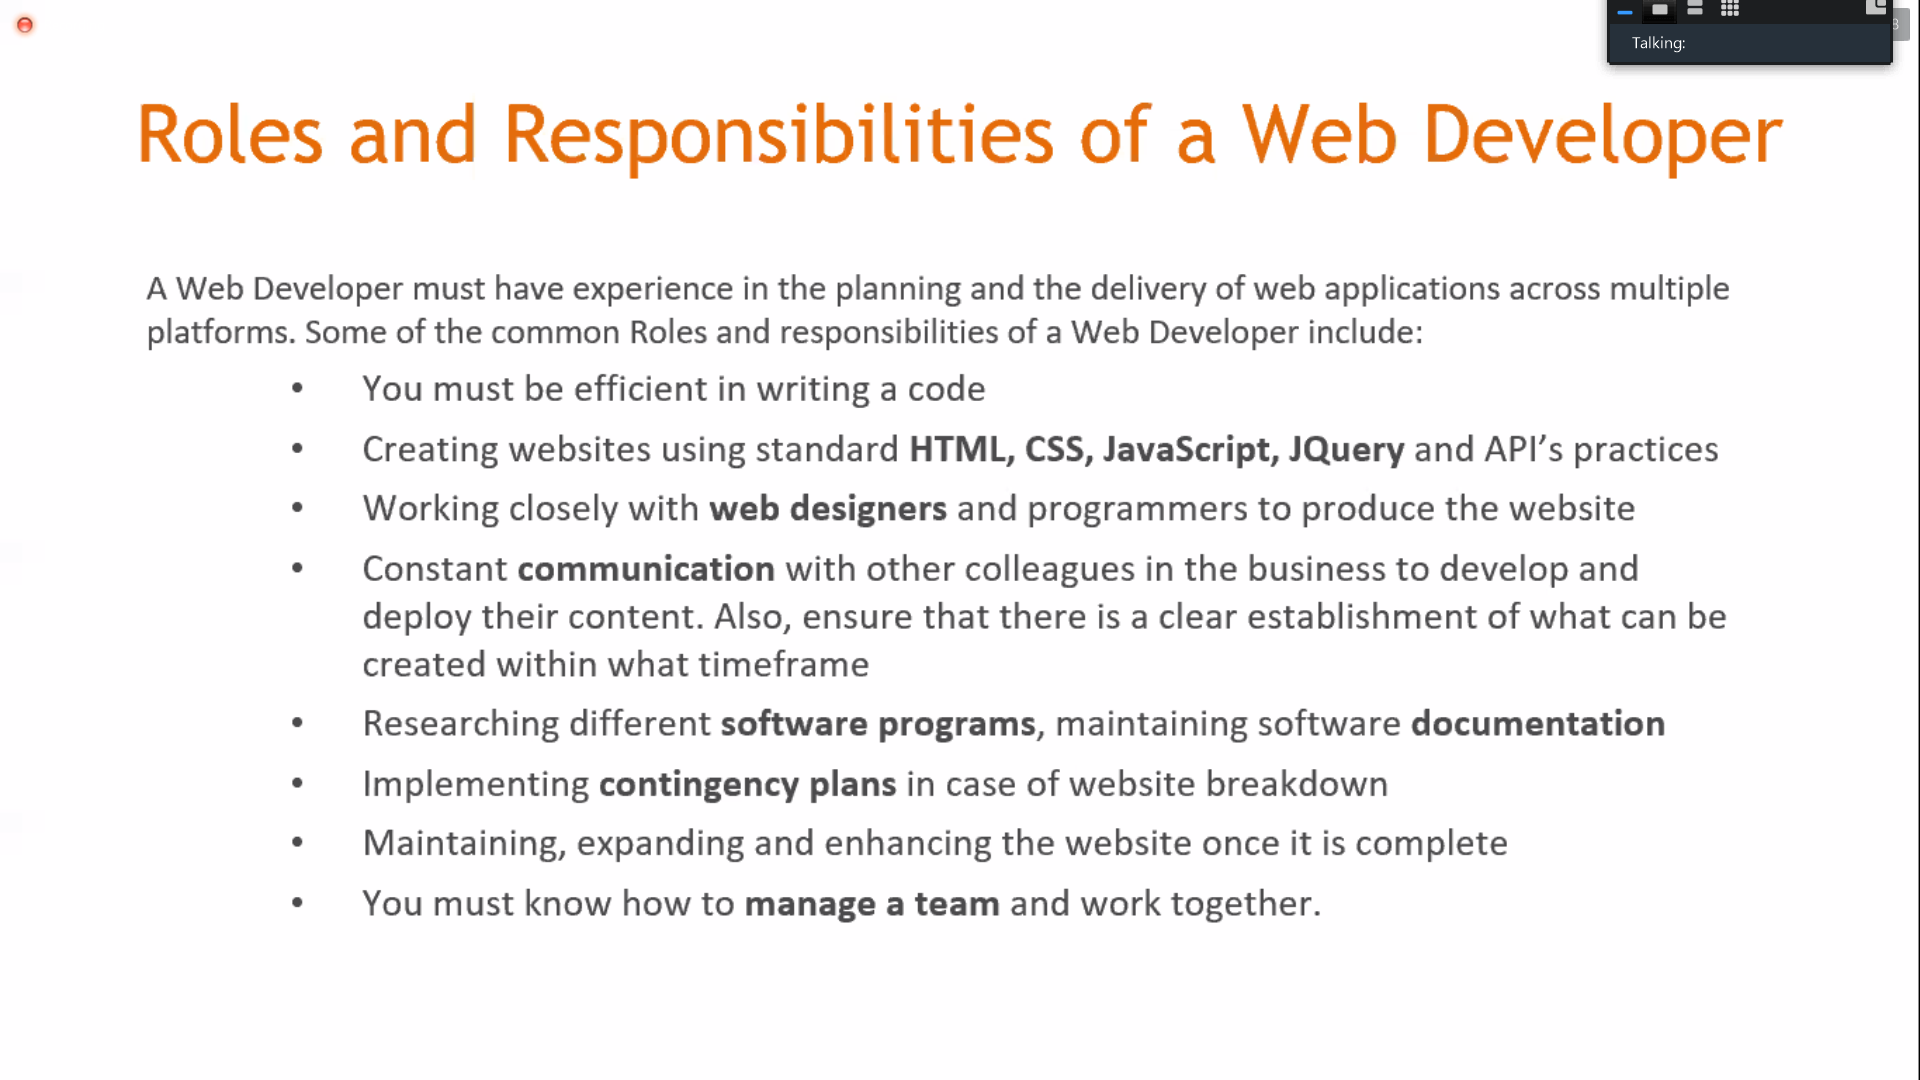 Talking:
Roles and Responsibilities of a Web Developer
A Web Developer must have experience in the planning and the delivery of web applications across multiple
platforms. Some of the common Roles and responsibilities of a Web Developer include:
• You must be efficient in writing a code
• Creating websites using standard HTML, CSS, JavaScript, JQuery and API’s practices
• Working closely with web designers and programmers to produce the website
• Constant communication with other colleagues in the business to develop and
deploy their content. Also, ensure that there is a clear establishment of what can be
created within what timeframe
• Researching different software programs, maintaining software documentation
• Implementing contingency plans in case of website breakdown
• Maintaining, expanding and enhancing the website once it is complete
• You must know how to manage a team and work together.